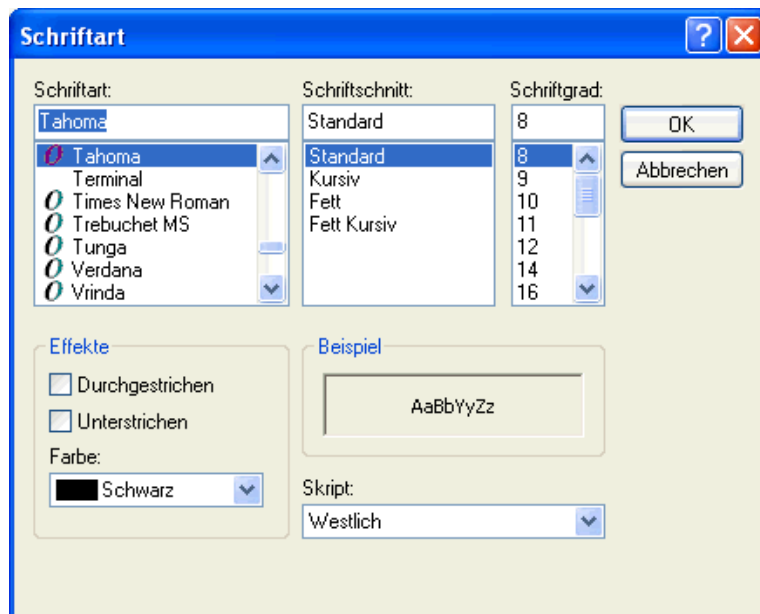 Schriftart
Schriftart:
Tahoma
Tahoma
Terminal
Times New Roman
Trebuchet MS
Tunga
Verdana
Vrinda
Schriftschnitt:
Standard
Standard
Kursiv
Fett
Fett Kursiv
Schriftgrad:
8
8
9
10
11
12
14
16
OK
Abbrechen
Effekte
Durchgestrichen
Unterstrichen
Farbe:
Schwarz
Beispiel
AaBbYyZz
Skript:
Westlich